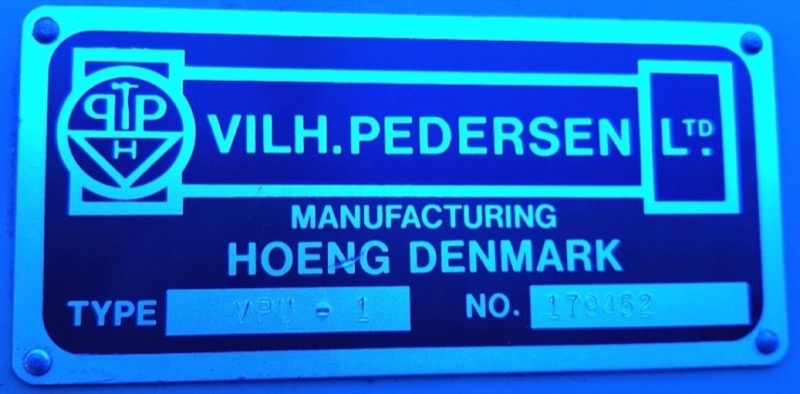 VILH.PEDERSEN LTD.
MANUFACTURING
HOENG DENMARK
TYPE VPU - 1 NO. 179452